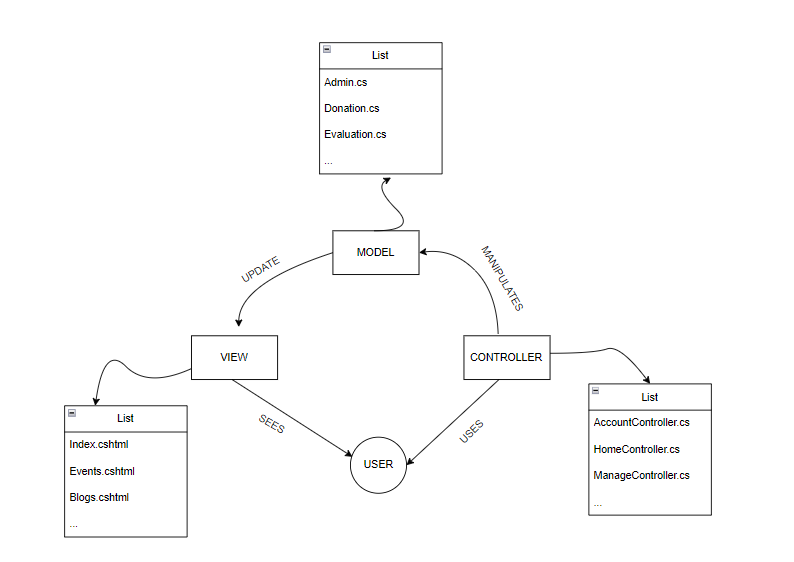 List
Admin.cs
Donation.cs
Evaluation.cs
...
MODEL
UPDATE
MANIPULATES
VIEW
CONTROLLER
List
Index.cshtml
Events.cshtml
Blogs.cshtml
...
SEES
USES
USER
List
AccountController.cs
HomeController.cs
ManageController.cs
...